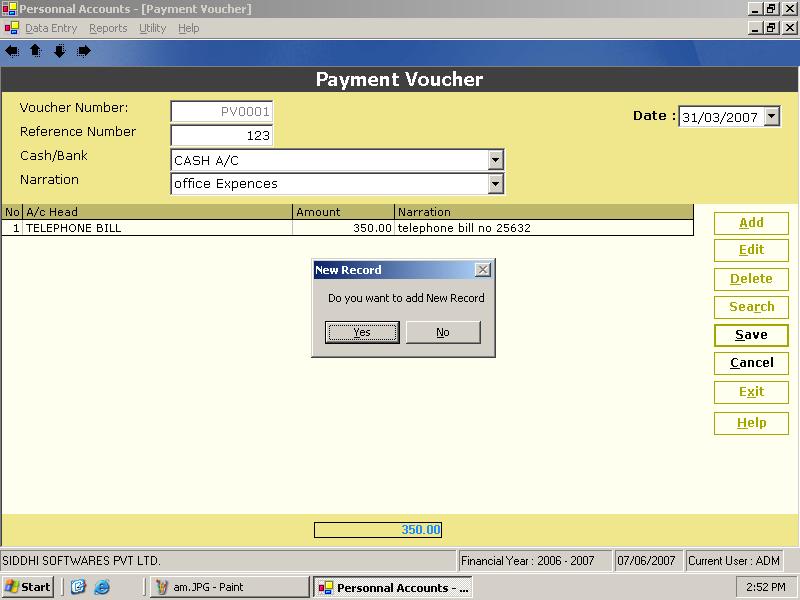 Personnal Accounts - [Payment Voucher]
Data Entry Reports Utility Help
Payment Voucher
Voucher Number: PV0001
Date : 31/03/2007
Reference Number 123
Cash/Bank CASH A/C
Narration office Expences
No A/c Head Amount Narration
1 TELEPHONE BILL 350.00 telephone bill no 25632
Add
Edit
Delete
Search
Save
Cancel
Exit
Help
New Record
Do you want to add New Record
Yes No
350.00
SIDDHI SOFTWARES PVT LTD. Financial Year : 2006 - 2007 07/06/2007 Current User : ADM
Start am.JPG - Paint Personnal Accounts - ... 2:52 PM